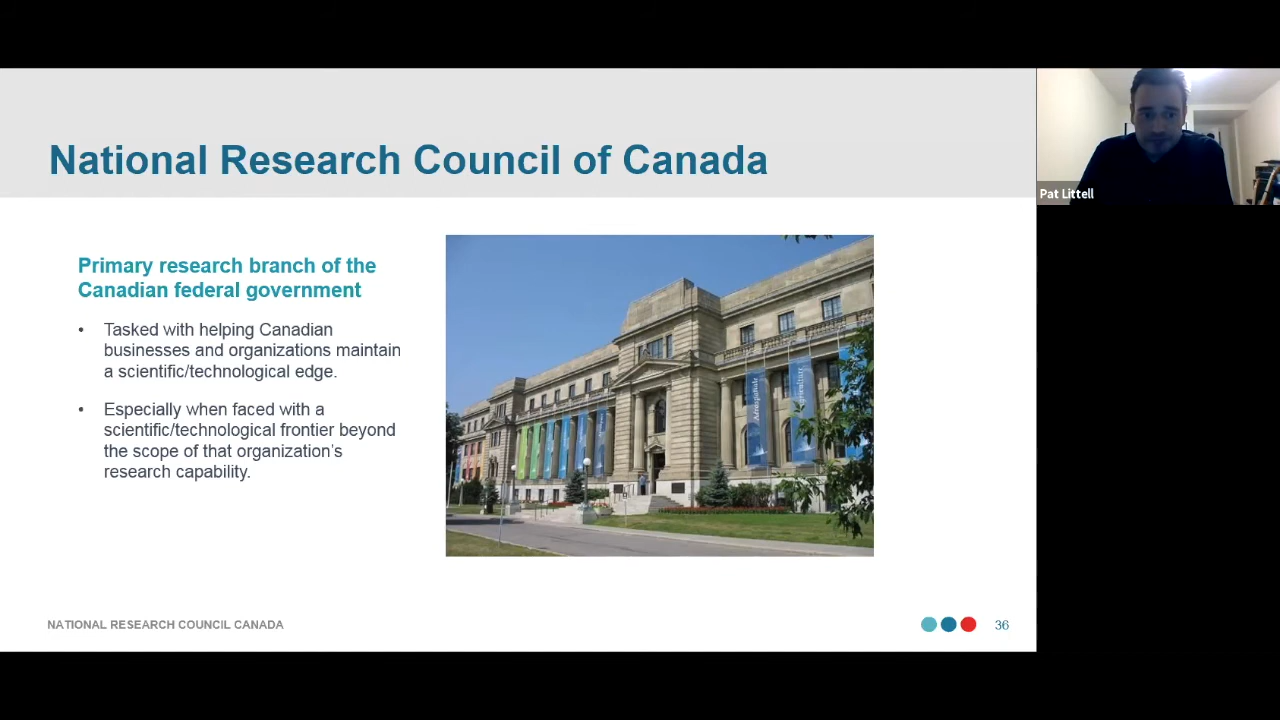 National Research Council of Canada
Pat Littell
Primary research branch of the
Canadian federal government
• Tasked with helping Canadian
businesses and organizations maintain
a scientific/technological edge.
• Especially when faced with a
scientific/technological frontier beyond
the scope of that organization's
research capability.
Aérospatiale
Agriculture
NATIONAL RESEARCH COUNCIL CANADA
36